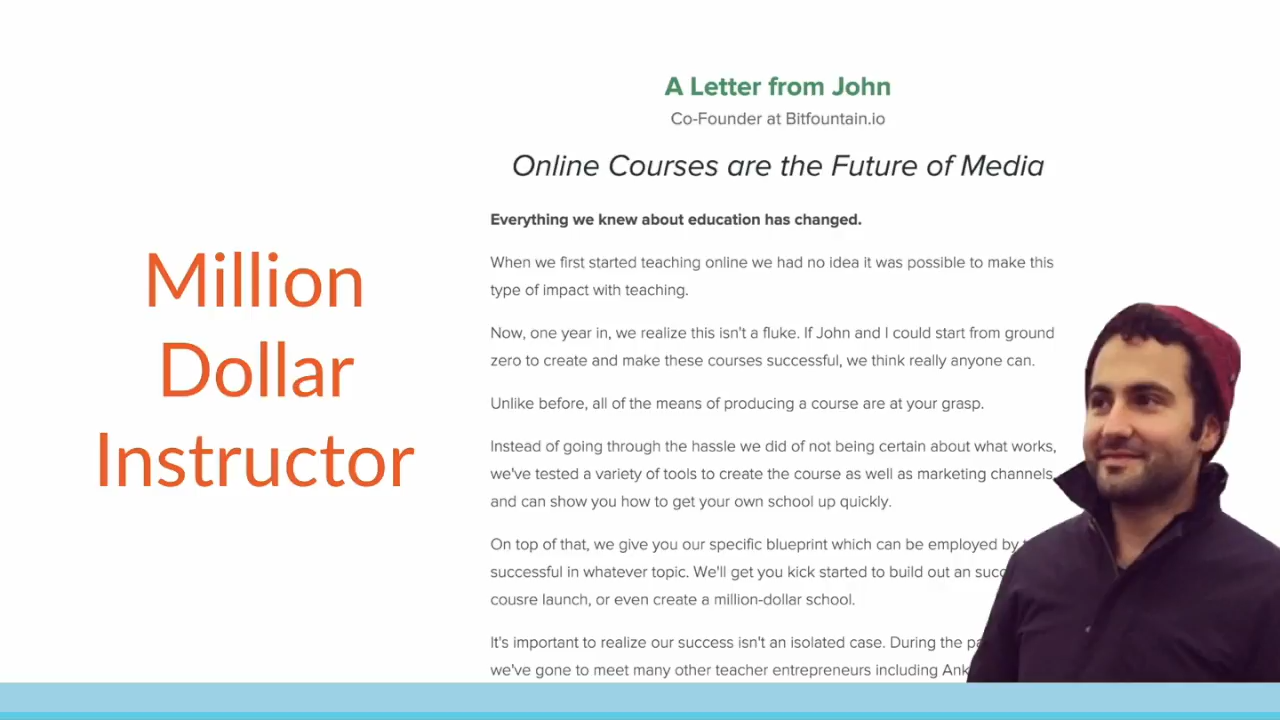 Million
Dollar
Instructor
A Letter from John
Co-Founder at Bitfountain.io
Online Courses are the Future of Media
Everything we knew about education has changed.
When we first started teaching online we had no idea it was possible to make this
type of impact with teaching.
Now, one year in, we realize this isn't a fluke. If John and I could start from ground
zero to create and make these courses successful, we think really anyone can.
Unlike before, all of the means of producing a course are at your grasp.
Instead of going through the hassle we did of not being certain about what works,
we've tested a variety of tools to create the course as well as marketing channels,
and can show you how to get your own school up quickly.
On top of that, we give you our specific blueprint which can be employed by
successful in whatever topic. We'll get you kick started to build out an
cousre launch, or even create a million-dollar school.
It's important to realize our success isn't an isolated case. During the
we've gone to meet many other teacher entrepreneurs including